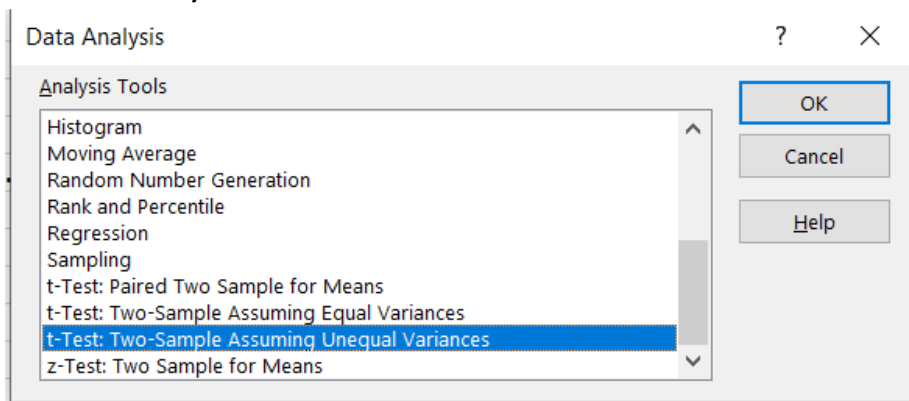 Data Analysis
?
Analysis Tools
Histogram
Moving Average
Random Number Generation
Rank and Percentile
Regression
Sampling
t-Test: Paired Two Sample for Means
t-Test: Two-Sample Assuming Equal Variances
t-Test: Two-Sample Assuming Unequal Variances
z-Test: Two Sample for Means
OK
Cancel
Help